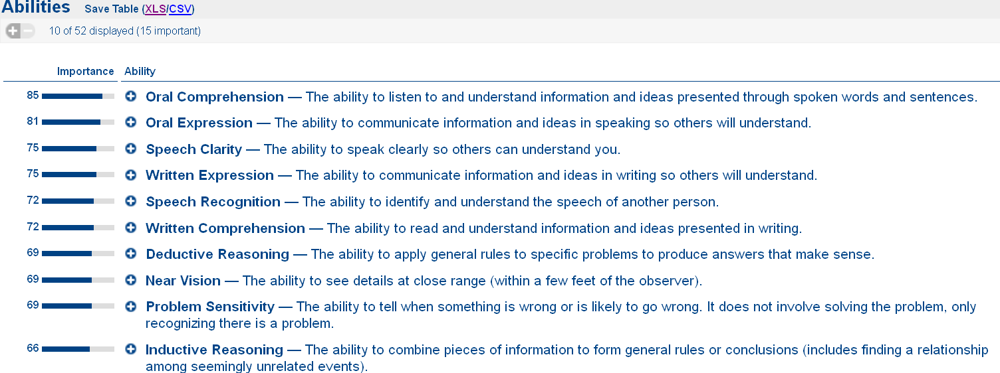 Abilities Save Table (XLS/CSV)
10 of 52 displayed (15 important)
Importance Ability
85 Oral Comprehension — The ability to listen to and understand information and ideas presented through spoken words and sentences.
81 Oral Expression — The ability to communicate information and ideas in speaking so others will understand.
75 Speech Clarity — The ability to speak clearly so others can understand you.
75 Written Expression — The ability to communicate information and ideas in writing so others will understand.
72 Speech Recognition — The ability to identify and understand the speech of another person.
72 Written Comprehension — The ability to read and understand information and ideas presented in writing.
69 Deductive Reasoning — The ability to apply general rules to specific problems to produce answers that make sense.
69 Near Vision — The ability to see details at close range (within a few feet of the observer).
69 Problem Sensitivity — The ability to tell when something is wrong or is likely to go wrong. It does not involve solving the problem, only
recognizing there is a problem.
66 Inductive Reasoning — The ability to combine pieces of information to form general rules or conclusions (includes finding a relationship
among seemingly unrelated events).